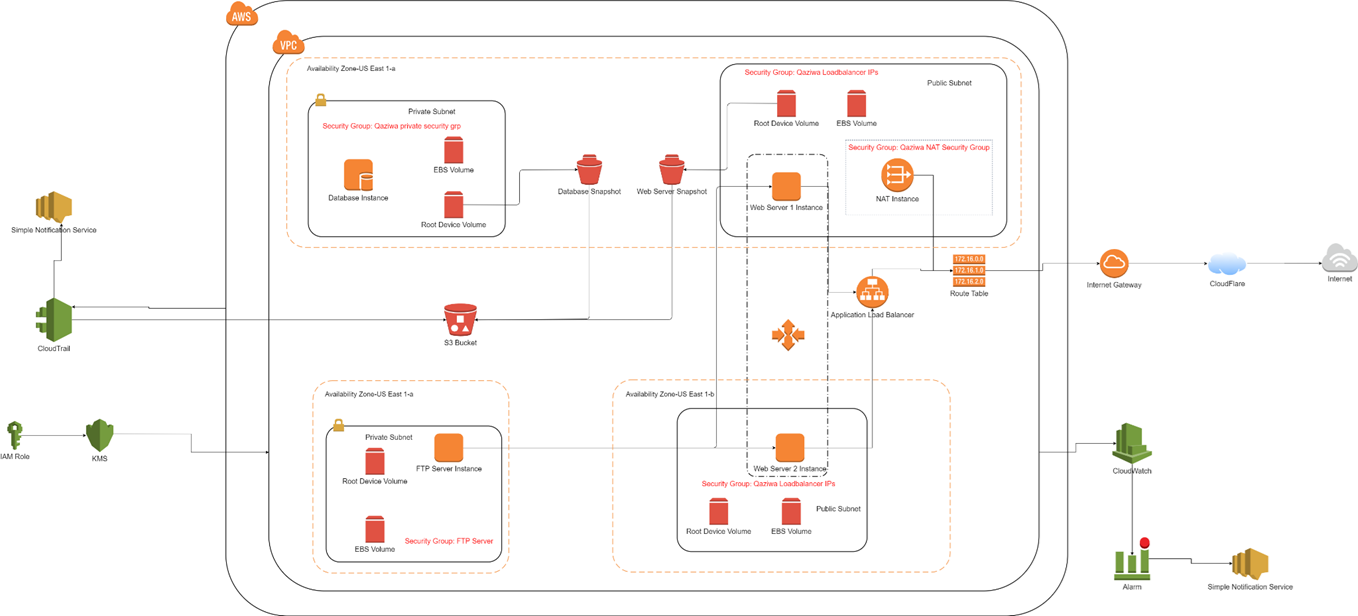 AWS
VPC
Availability Zone-US East 1-a
Security Group: Qaziwa Loadbalancer IPs
Public Subnet
Private Subnet
Security Group: Qaziwa private security grp
Root Device Volume
EBS Volume
EBS Volume
Security Group: Qaziwa NAT Security Group
Database Instance
Database Snapshot
Web Server Snapshot
NAT Instance
Web Server 1 Instance
Root Device Volume
Simple Notification Service
172.16.0.0
172.16.1.0
172.16.2.0
Route Table
Internet Gateway
CloudFlare
Internet
Application Load Balancer
CloudTrail
S3 Bucket
Availability Zone-US East 1-a
Availability Zone-US East 1-b
Private Subnet
IAM Role
KMS
FTP Server Instance
Web Server 2 Instance
CloudWatch
Root Device Volume
Security Group: Qaziwa Loadbalancer IPs
Public Subnet
Root Device Volume
EBS Volume
Security Group: FTP Server
EBS Volume
Alarm
Simple Notification Service